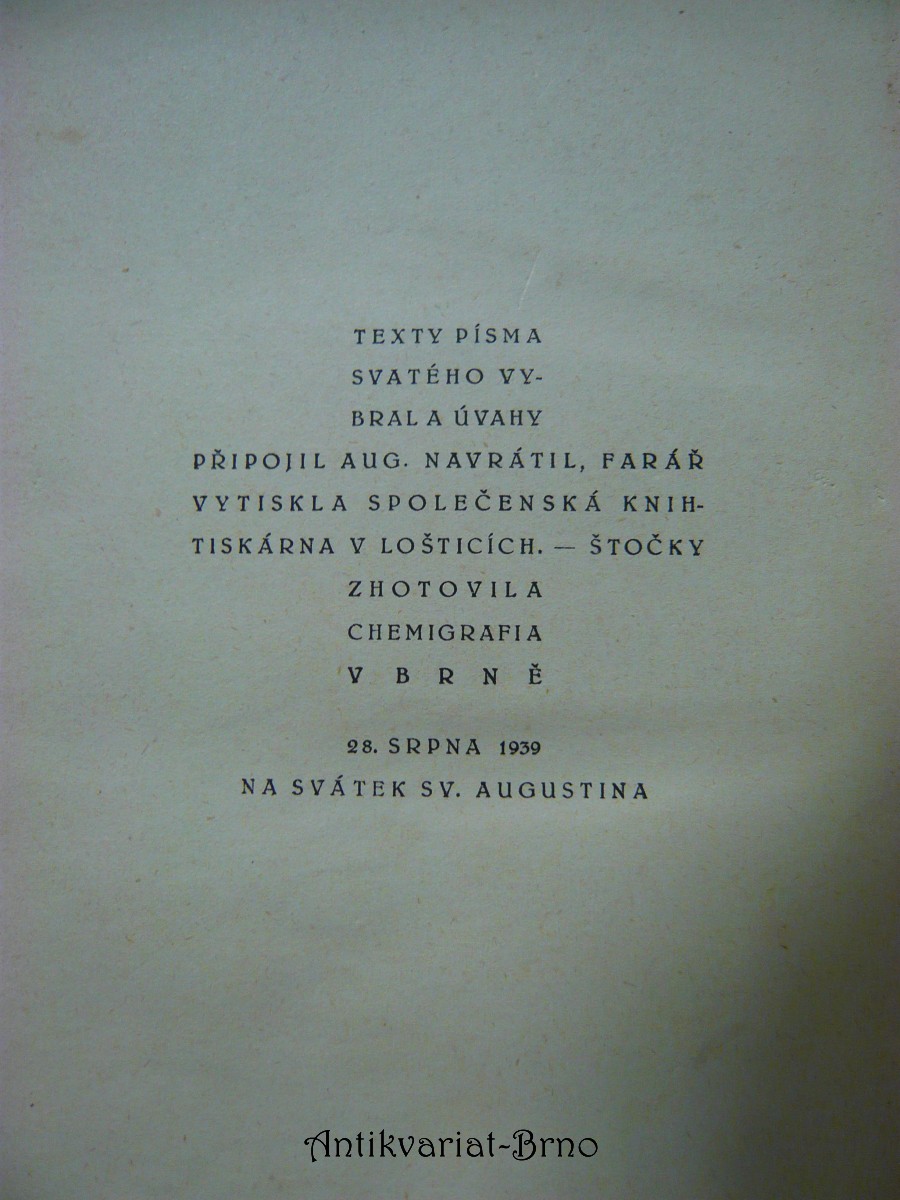 TEXTY PÍSMA
SVATÉHO VY-
BRAL A ÚVAHY
PŘIPOJIL AUG. NAVRÁTIL, FARÁŘ
VYTISKLA SPOLEČENSKÁ KNIH-
TISKÁRNA V LOŠTICÍCH. — ŠTOČKY
ZHOTOVILA
CHEMIGRAFIA
V BRNĚ
28. SRPNA 1939
NA SVÁTEK SV. AUGUSTINA
Antikvariat-Brno